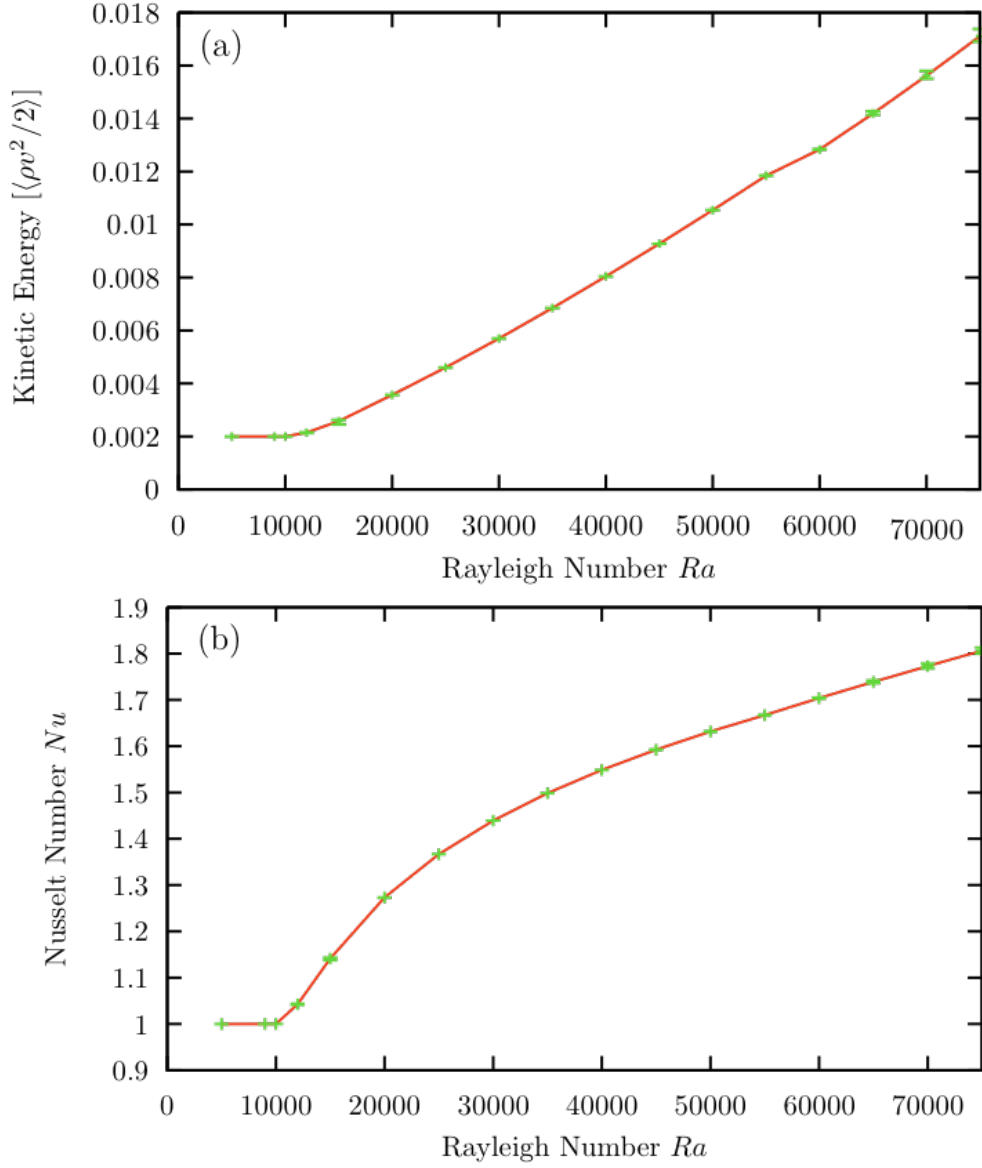 (a)
Kinetic Energy [⟨ρv²/2⟩]
0.018
0.016
0.014
0.012
0.01
0.008
0.006
0.004
0.002
0
0 10000 20000 30000 40000 50000 60000 70000
Rayleigh Number Ra
(b)
Nusselt Number Nu
1.9
1.8
1.7
1.6
1.5
1.4
1.3
1.2
1.1
1
0.9
0 10000 20000 30000 40000 50000 60000 70000
Rayleigh Number Ra